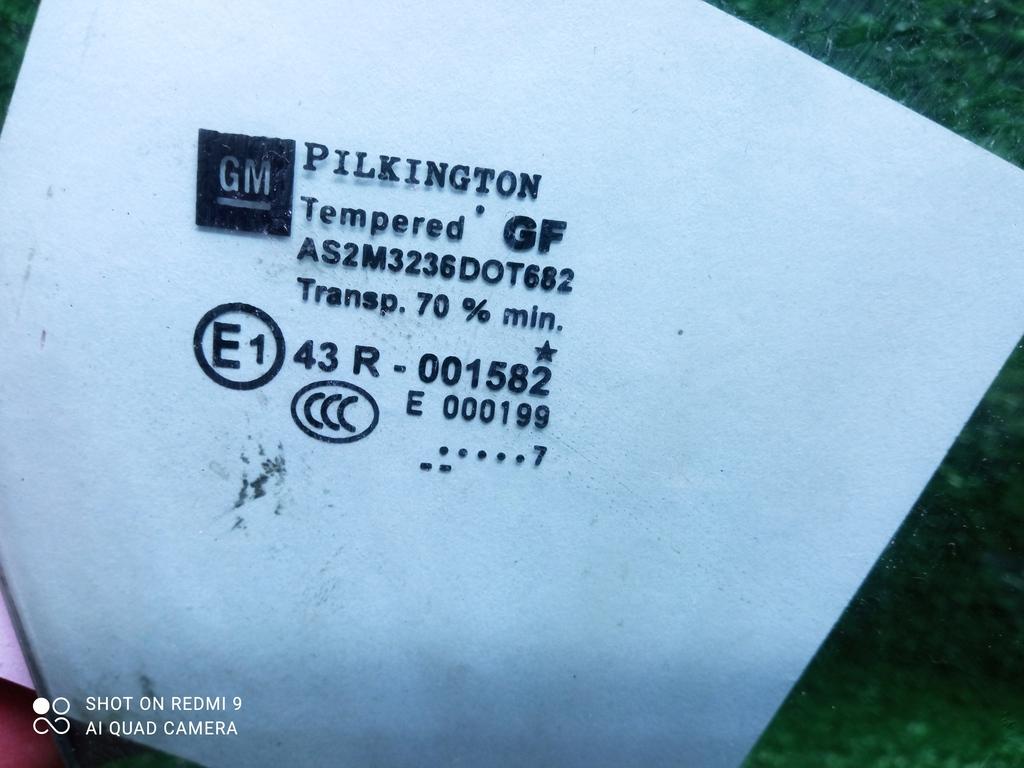 GM
PILKINGTON
Tempered GF
AS2M3236DOT682
Transp. 70 % min.
E1 43 R - 001582
CCC E 000199
.....7
SHOT ON REDMI 9
AI QUAD CAMERA